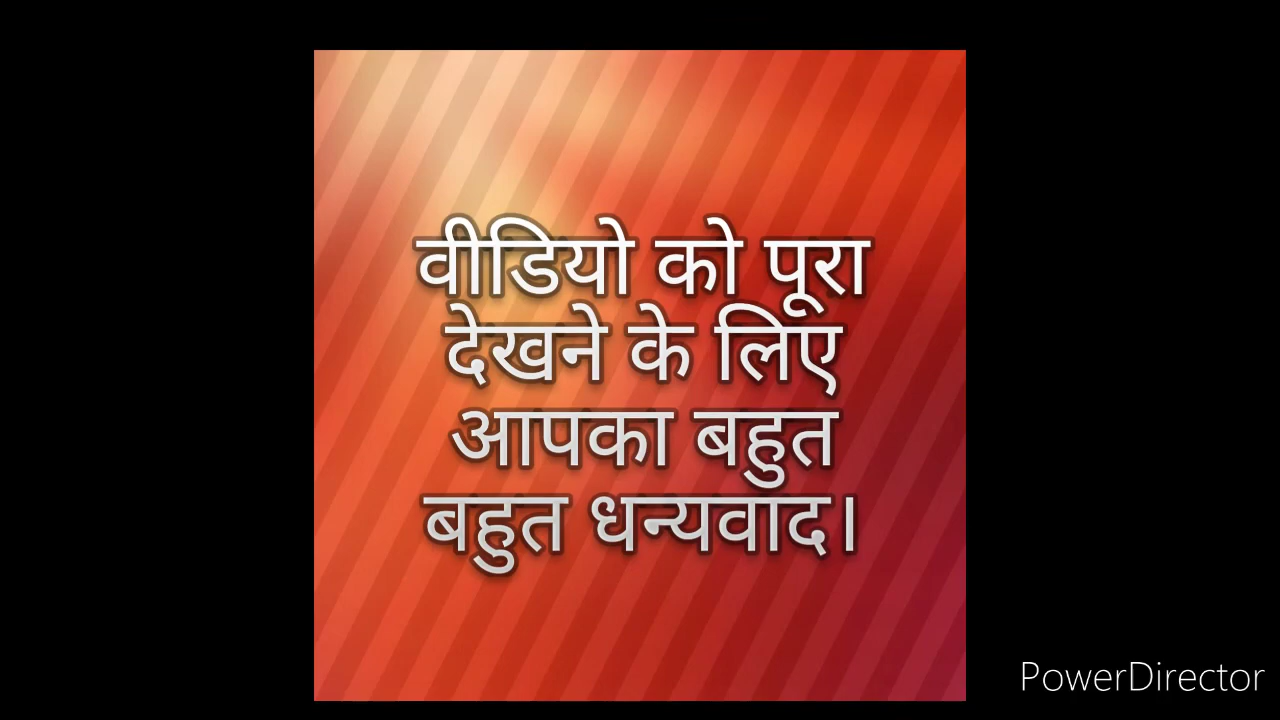 वीडियो को पूरा
देखने के लिए
आपका बहुत
बहुत धन्यवाद।
PowerDirector